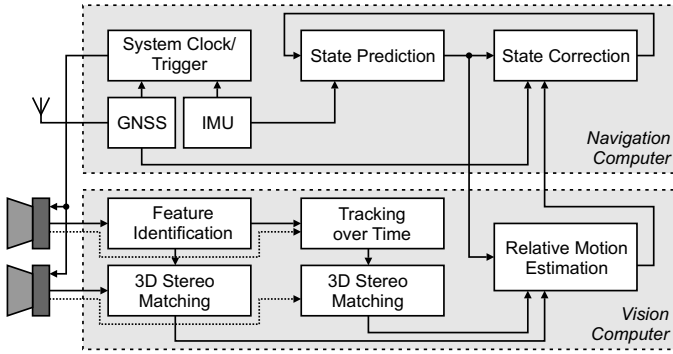 System Clock/
Trigger
State Prediction
State Correction
GNSS
IMU
Navigation
Computer
Feature
Identification
Tracking
over Time
Relative Motion
Estimation
3D Stereo
Matching
3D Stereo
Matching
Vision
Computer